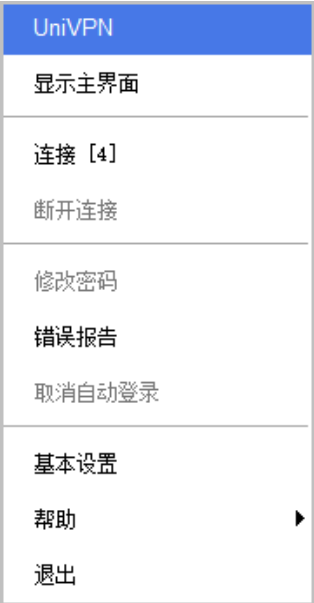 UniVPN
显示主界面
连接 [4]
断开连接
修改密码
错误报告
取消自动登录
基本设置
帮助
退出